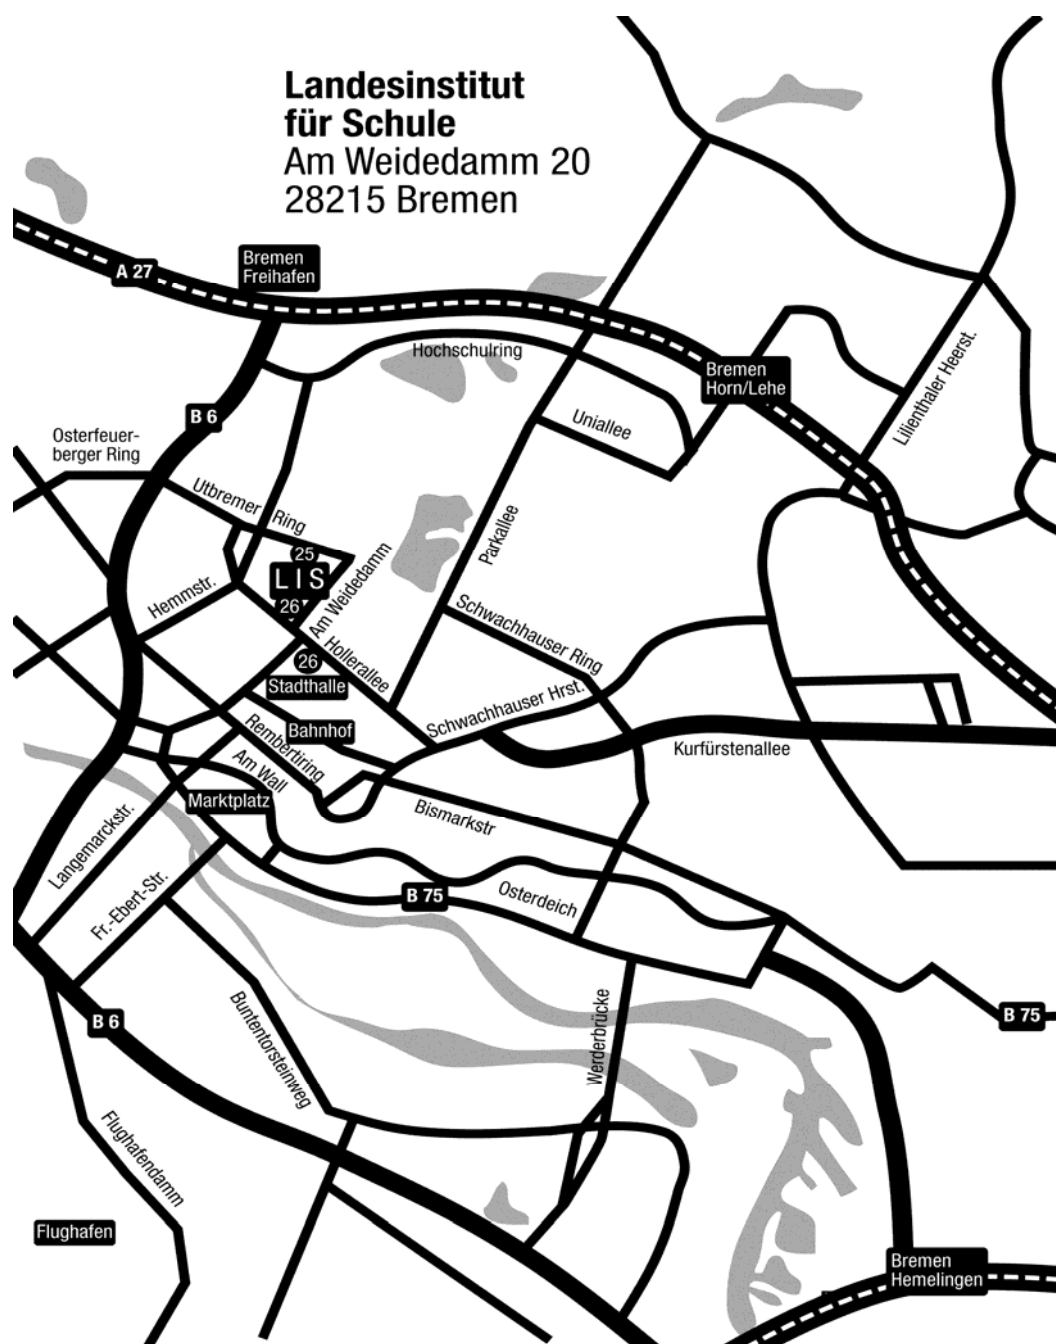 Landesinstitut
für Schule
Am Weidedamm 20
28215 Bremen
Bremen
Freihafen
A 27
Hochschulring
Bremen
Horn/Lehe
Lilienthaler Heerst.
B 6
Uniallee
Osterfeuer-
berger Ring
Utbremer Ring
Parkallee
25
LIS
26
Am Weidedamm
Hemmstr.
Schwachhauser Ring
Hollerallee
26
Stadthalle
Schwachhauser Hrst.
Bahnhof
Rembertiring
Kurfürstenallee
Am Wall
Marktplatz
Bismarkstr
Langemarckstr.
Fr.-Ebert-Str.
B 75
Osterdeich
B 75
B 6
Buntentorsteinweg
Werderbrücke
Flughafendamm
Flughafen
Bremen
Hemelingen